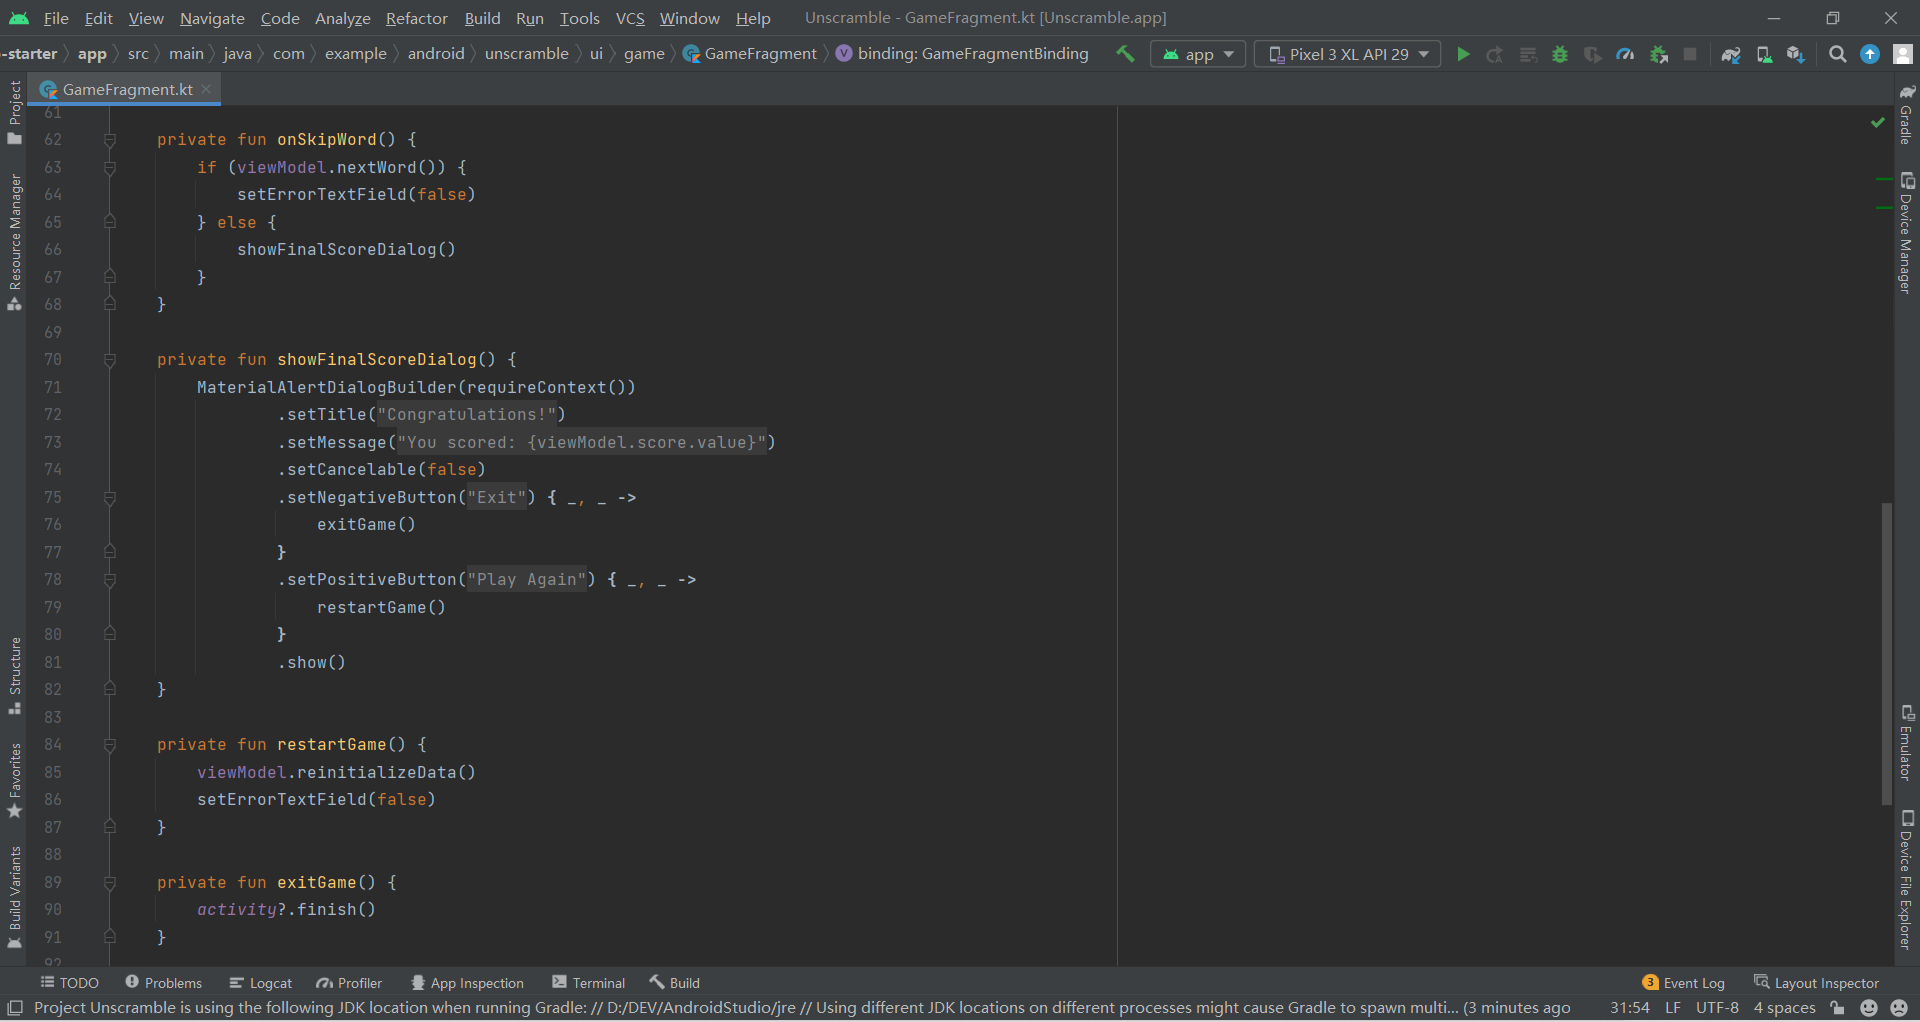 File Edit View Navigate Code Analyze Refactor Build Run Tools VCS Window Help Unscramble - GameFragment.kt [Unscramble.app]
-starter app src main java com example android unscramble ui game GameFragment V binding: GameFragmentBinding app Pixel 3 XL API 29
GameFragment.kt
61
62 private fun onSkipWord() {
63 if (viewModel.nextWord()) {
64 setErrorTextField(false)
65 } else {
66 showFinalScoreDialog()
67 }
68 }
69
70 private fun showFinalScoreDialog() {
71 MaterialAlertDialogBuilder(requireContext())
72 .setTitle("Congratulations!")
73 .setMessage("You scored: {viewModel.score.value}")
74 .setCancelable(false)
75 .setNegativeButton("Exit") { _, _ ->
76 exitGame()
77 }
78 .setPositiveButton("Play Again") { _, _ ->
79 restartGame()
80 }
81 .show()
82 }
83
84 private fun restartGame() {
85 viewModel.reinitializeData()
86 setErrorTextField(false)
87 }
88
89 private fun exitGame() {
90 activity?.finish()
91 }
92
Project
Resource Manager
Structure
Favorites
Build Variants
Gradle
Device Manager
Emulator
Device File Explorer
TODO Problems Logcat Profiler App Inspection Terminal Build 3 Event Log Layout Inspector
Project Unscramble is using the following JDK location when running Gradle: // D:/DEV/AndroidStudio/jre // Using different JDK locations on different processes might cause Gradle to spawn multi... (3 minutes ago 31:54 LF UTF-8 4 spaces